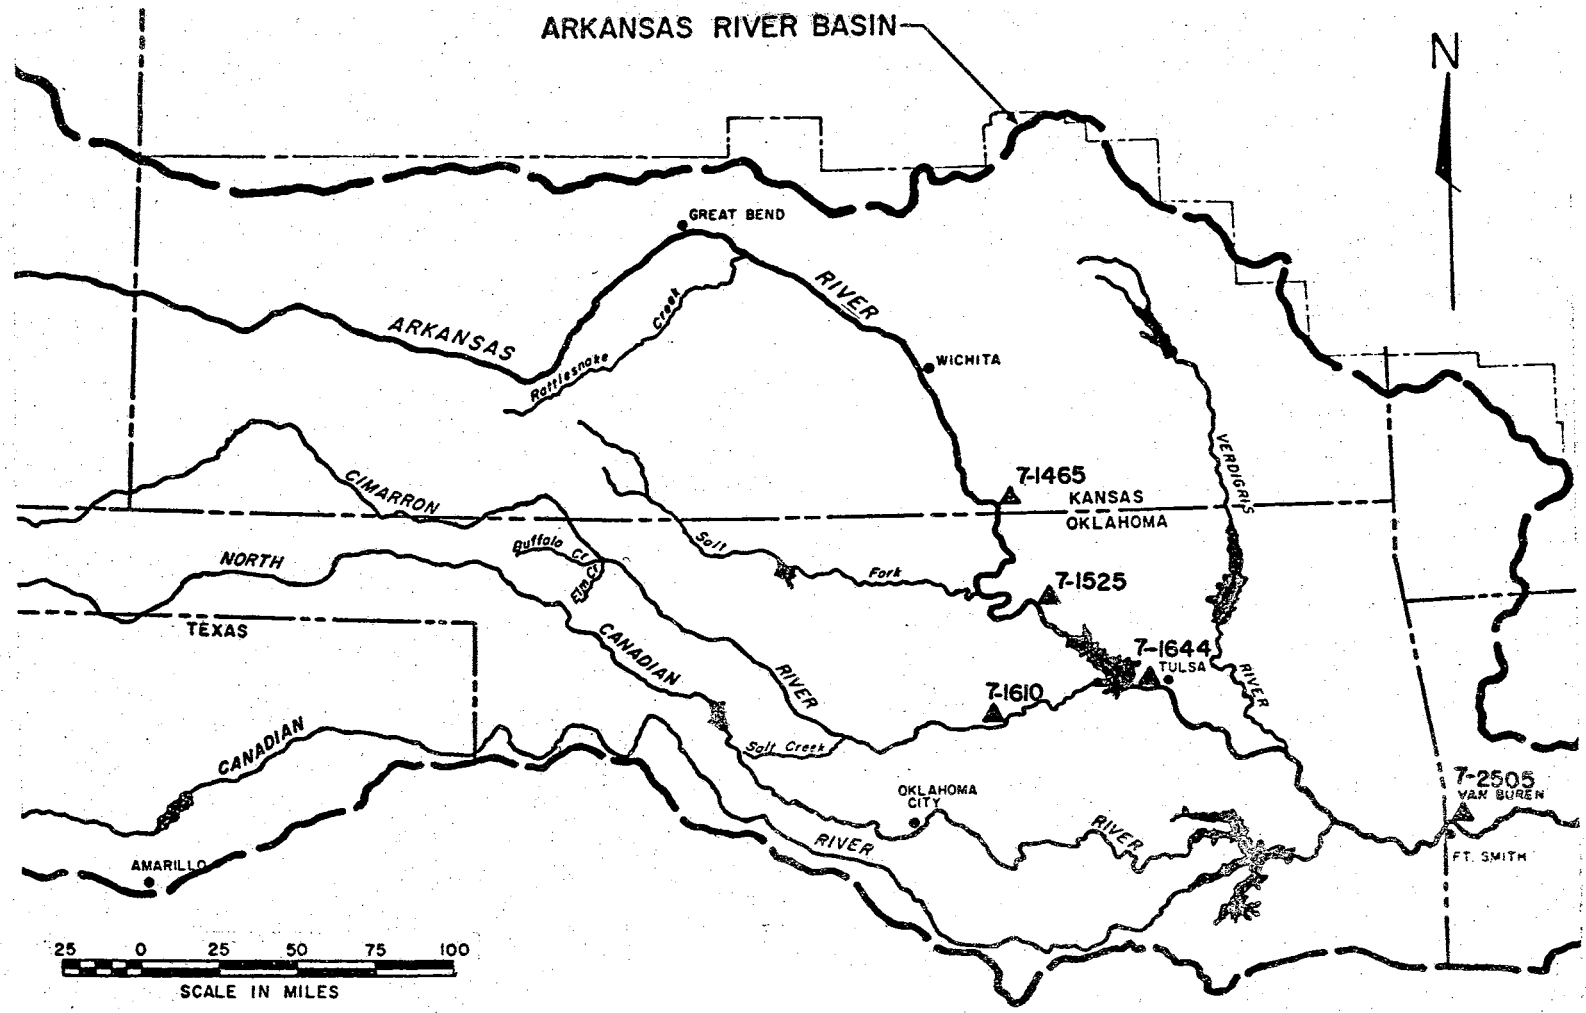 ARKANSAS RIVER BASIN
N
GREAT BEND
ARKANSAS
RIVER
Rattlesnake
Creek
WICHITA
VERDIGRIS
RIVER
7-1465
KANSAS
OKLAHOMA
CIMARRON
RIVER
Salt
Fork
Buffalo Cr
Elm Cr.
NORTH
CANADIAN
RIVER
7-1525
7-1644
TULSA
7-1610
TEXAS
Salt Creek
CANADIAN
RIVER
OKLAHOMA
CITY
7-2505
VAN BUREN
FT. SMITH
AMARILLO
25 0 25 50 75 100
SCALE IN MILES